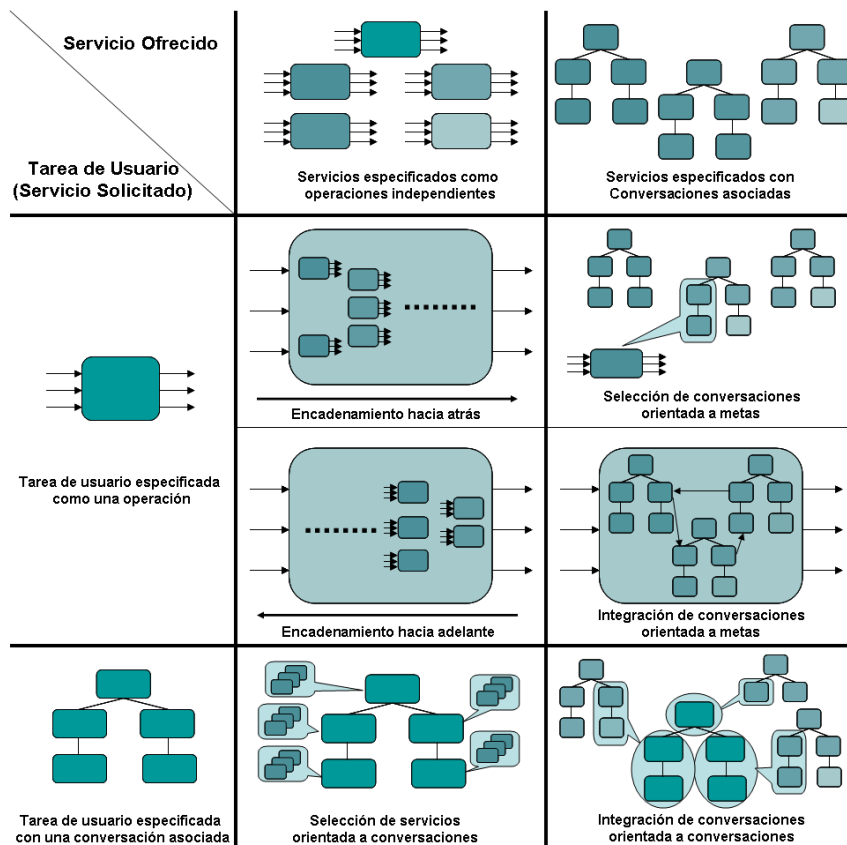 Servicio Ofrecido
Tarea de Usuario
(Servicio Solicitado)
Servicios especificados como
operaciones independientes
Servicios especificados con
Conversaciones asociadas
Tarea de usuario especificada
como una operación
Encadenamiento hacia atrás
Selección de conversaciones
orientada a metas
Encadenamiento hacia adelante
Integración de conversaciones
orientada a metas
Tarea de usuario especificada
con una conversación asociada
Selección de servicios
orientada a conversaciones
Integración de conversaciones
orientada a conversaciones